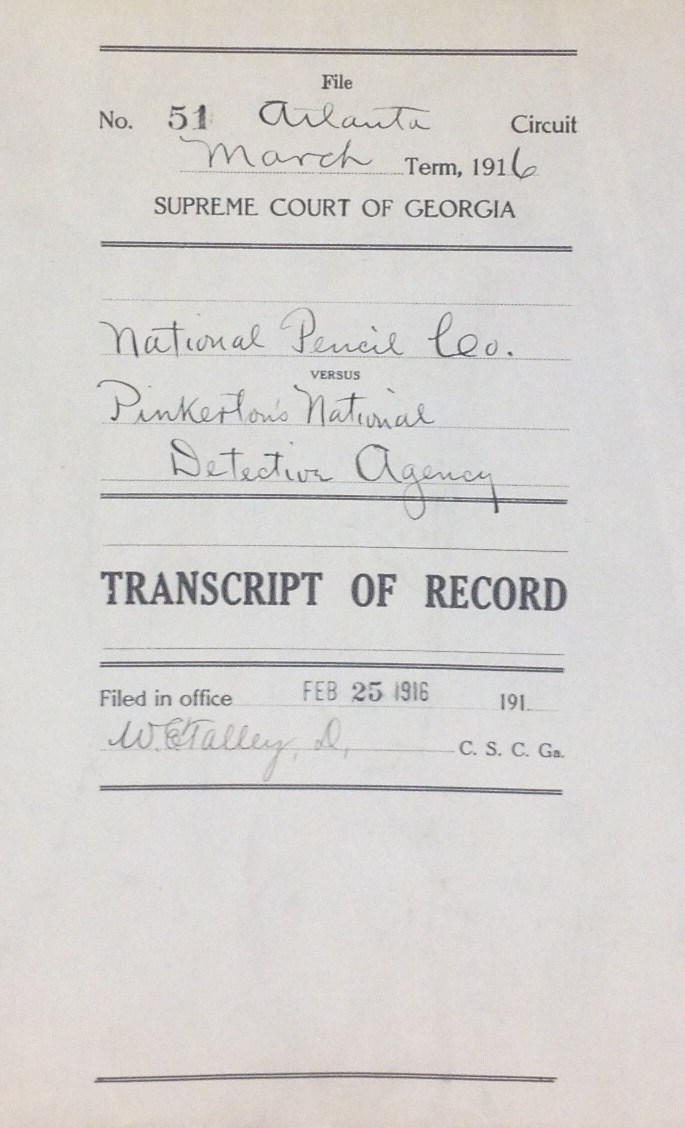 File
No. 51 Atlanta Circuit
March Term, 1916
SUPREME COURT OF GEORGIA
National Pencil Co.
VERSUS
Pinkerton's National
Detective Agency
TRANSCRIPT OF RECORD
Filed in office FEB 25 1916 191
W. E. Talley, D, C. S. C. Ga.